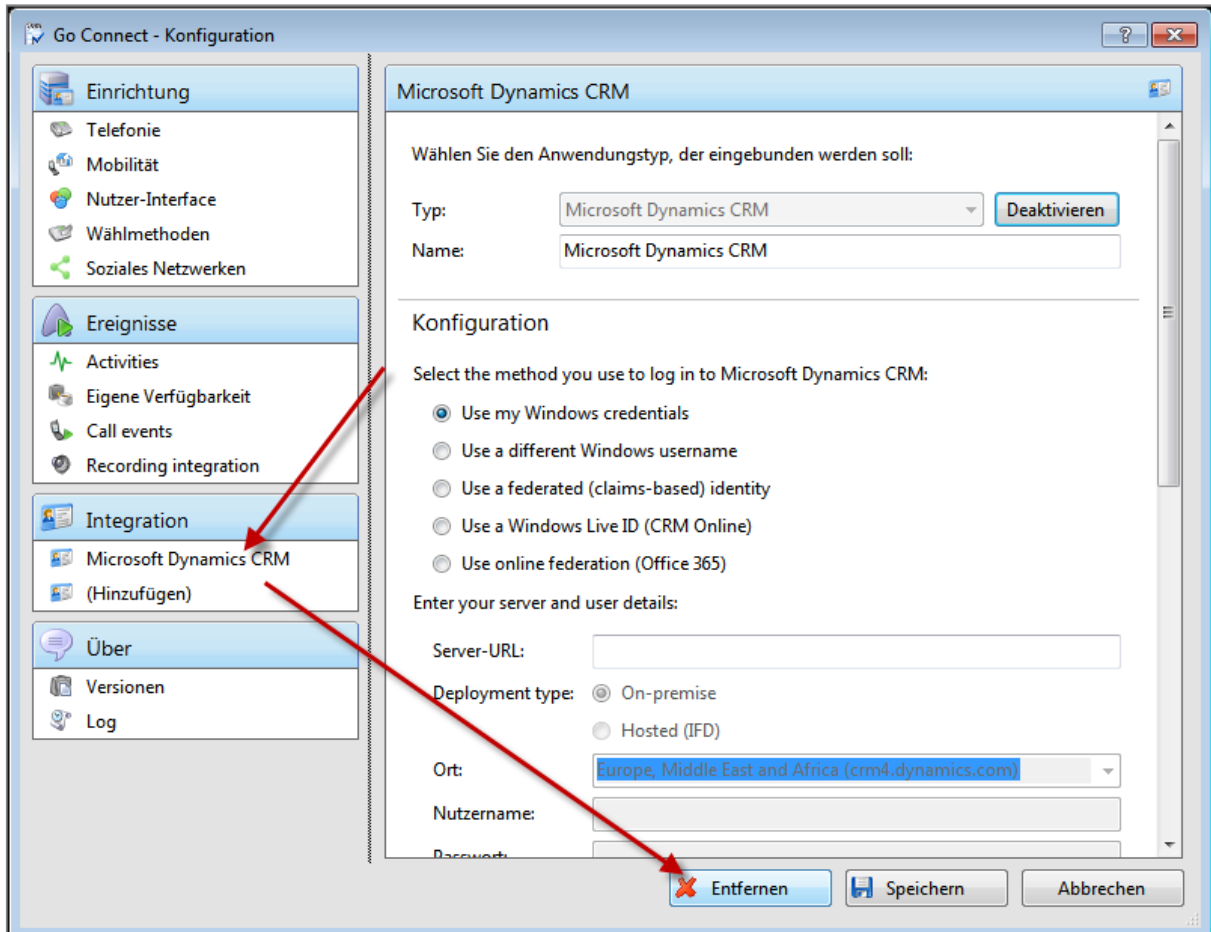 Go Connect - Konfiguration
Einrichtung
Telefonie
Mobilität
Nutzer-Interface
Wählmethoden
Soziales Netzwerken
Ereignisse
Activities
Eigene Verfügbarkeit
Call events
Recording integration
Integration
Microsoft Dynamics CRM
(Hinzufügen)
Über
Versionen
Log
Microsoft Dynamics CRM
Wählen Sie den Anwendungstyp, der eingebunden werden soll:
Typ: Microsoft Dynamics CRM Deaktivieren
Name: Microsoft Dynamics CRM
Konfiguration
Select the method you use to log in to Microsoft Dynamics CRM:
Use my Windows credentials
Use a different Windows username
Use a federated (claims-based) identity
Use a Windows Live ID (CRM Online)
Use online federation (Office 365)
Enter your server and user details:
Server-URL:
Deployment type: On-premise
Hosted (IFD)
Ort: Europe, Middle East and Africa (crm4.dynamics.com)
Nutzername:
Passwort:
Entfernen Speichern Abbrechen